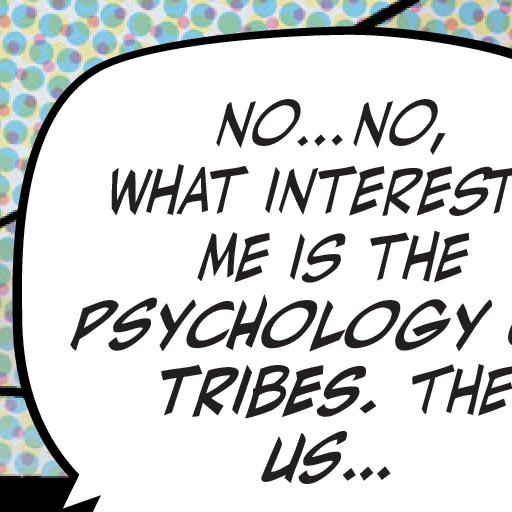 NO...NO,
WHAT INTEREST
ME IS THE
PSYCHOLOGY
TRIBES. THE
US...